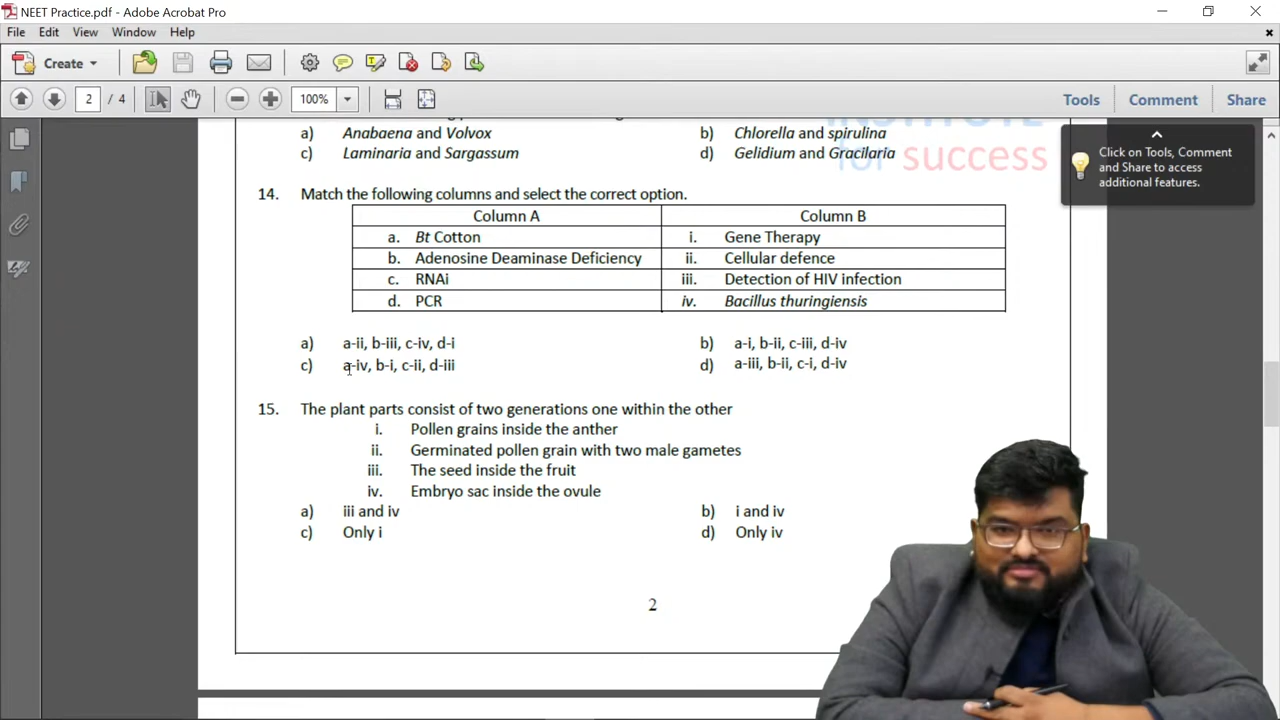 NEET Practice.pdf - Adobe Acrobat Pro
File Edit View Window Help
Create
2 / 4 100% Tools Comment Share
a) Anabaena and Volvox b) Chlorella and spirulina
c) Laminaria and Sargassum d) Gelidium and Gracilaria
for success
Click on Tools, Comment
and Share to access
additional features.
14. Match the following columns and select the correct option.
Column A Column B
a. Bt Cotton i. Gene Therapy
b. Adenosine Deaminase Deficiency ii. Cellular defence
c. RNAi iii. Detection of HIV infection
d. PCR iv. Bacillus thuringiensis
a) a-ii, b-iii, c-iv, d-i b) a-i, b-ii, c-iii, d-iv
c) a-iv, b-i, c-ii, d-iii d) a-iii, b-ii, c-i, d-iv
15. The plant parts consist of two generations one within the other
i. Pollen grains inside the anther
ii. Germinated pollen grain with two male gametes
iii. The seed inside the fruit
iv. Embryo sac inside the ovule
a) iii and iv b) i and iv
c) Only i d) Only iv
2